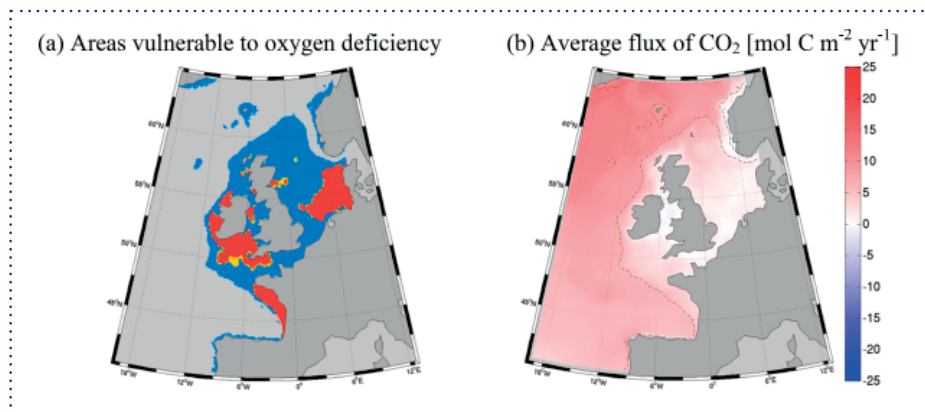 (a) Areas vulnerable to oxygen deficiency
(b) Average flux of CO₂ [mol C m⁻² yr⁻¹]
60°N
55°N
50°N
45°N
18°W
12°W
6°W
0°
6°E
12°E
60°N
55°N
50°N
45°N
18°W
12°W
6°W
0°
6°E
12°E
25
20
15
10
5
0
-5
-10
-15
-20
-25